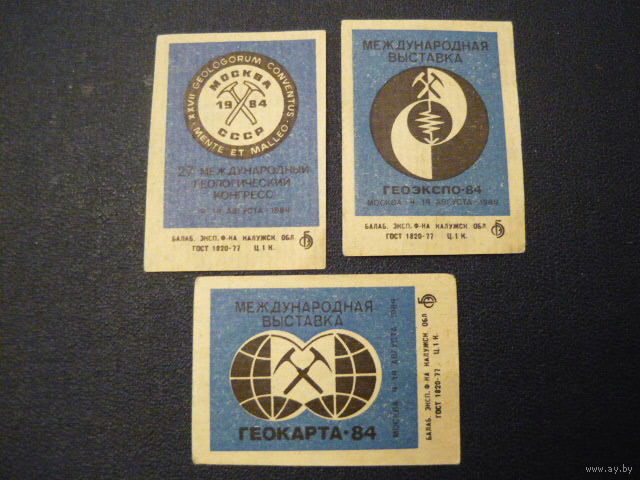 XXVII GEOLOGORUM CONVENTUS
MENTE ET MALLEO
МОСКВА
1984
СССР
27 МЕЖДУНАРОДНЫЙ
ГЕОЛОГИЧЕСКИЙ
КОНГРЕСС
4-14 АВГУСТА-1984
БАЛАБ. ЭКСП. Ф-КА КАЛУЖСК. ОБЛ
ГОСТ 1820-77 Ц.1 К.
МЕЖДУНАРОДНАЯ
ВЫСТАВКА
ГЕОЭКСПО-84
МОСКВА·4-14 АВГУСТА·1984
БАЛАБ. ЭКСП. Ф-КА КАЛУЖСК. ОБЛ
ГОСТ 1820-77 Ц.1 К.
МЕЖДУНАРОДНАЯ
ВЫСТАВКА
ГЕОКАРТА·84
МОСКВА·4-14 АВГУСТА·1984
БАЛАБ. ЭКСП. Ф-КА КАЛУЖСК. ОБЛ
ГОСТ 1820-77 Ц.1 К.
www.ay.by